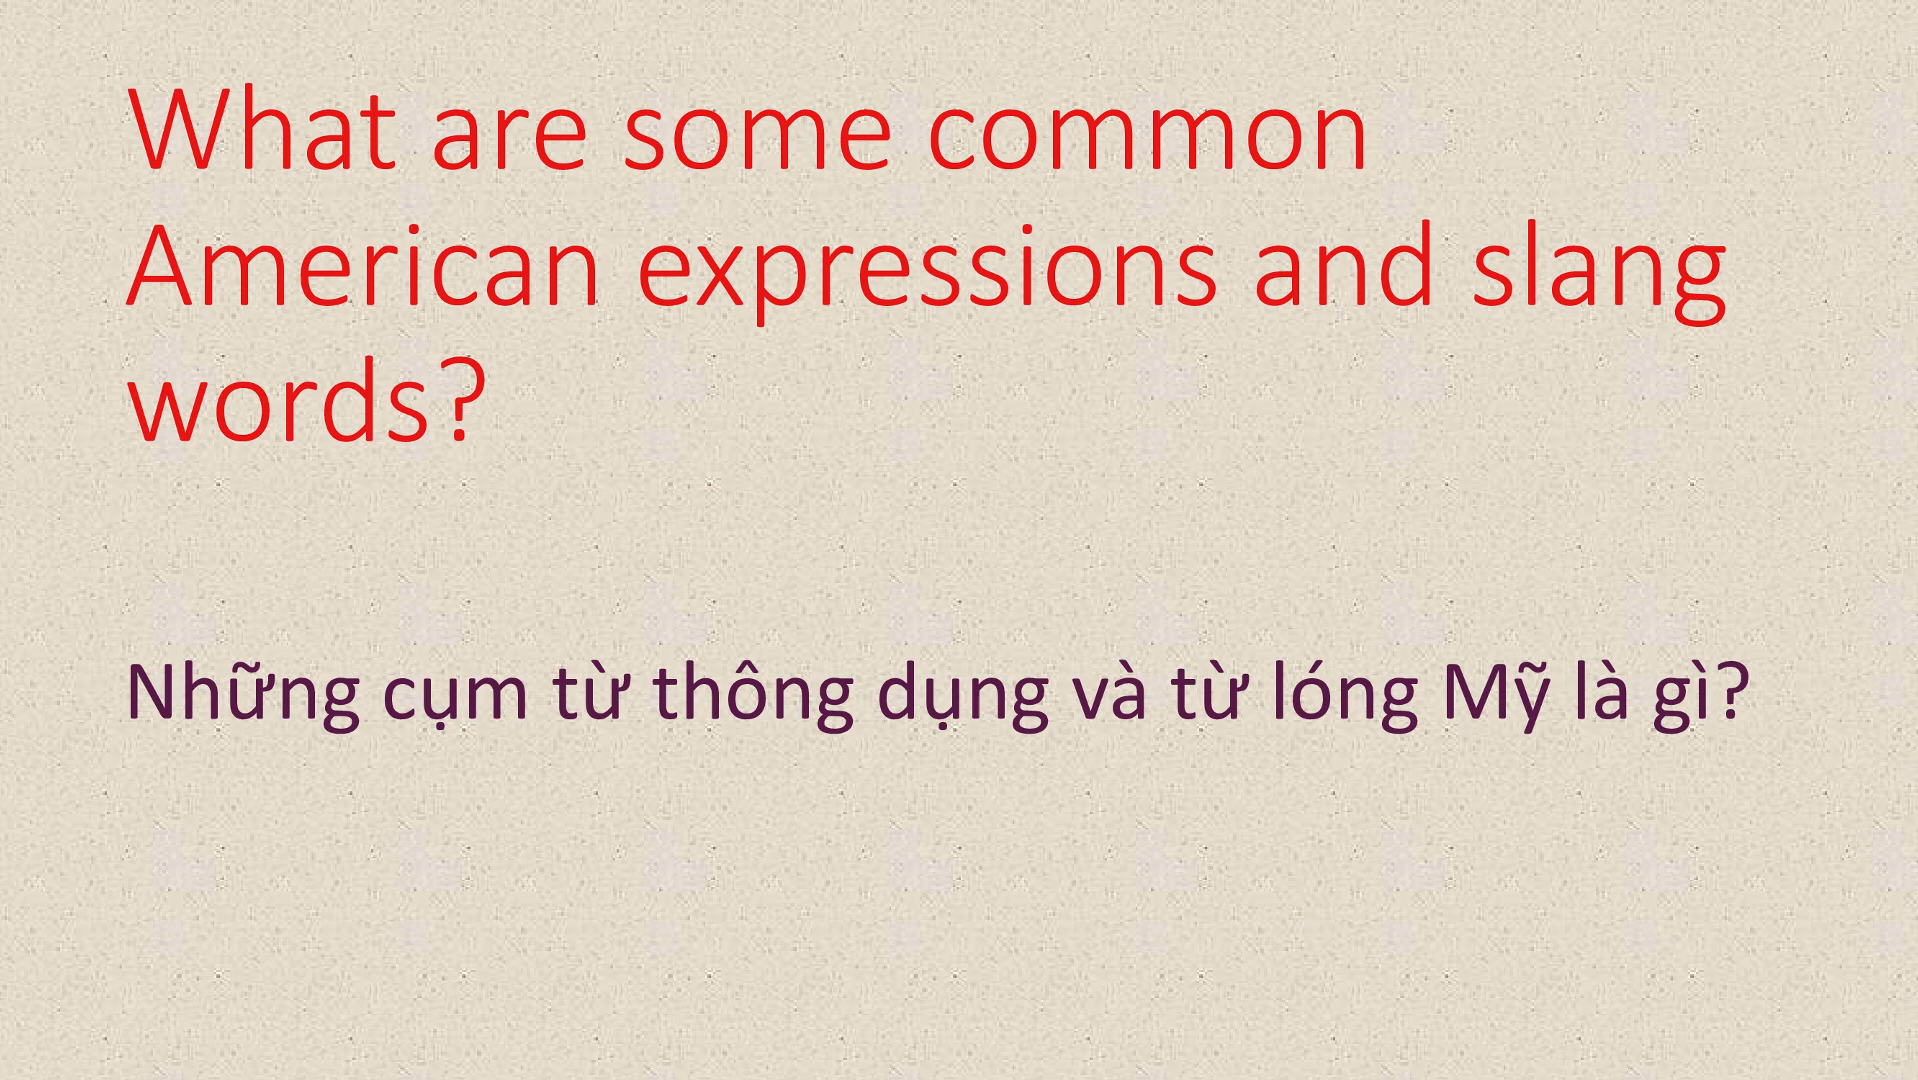 What are some common
American expressions and slang
words?
Những cụm từ thông dụng và từ lóng Mỹ là gì?